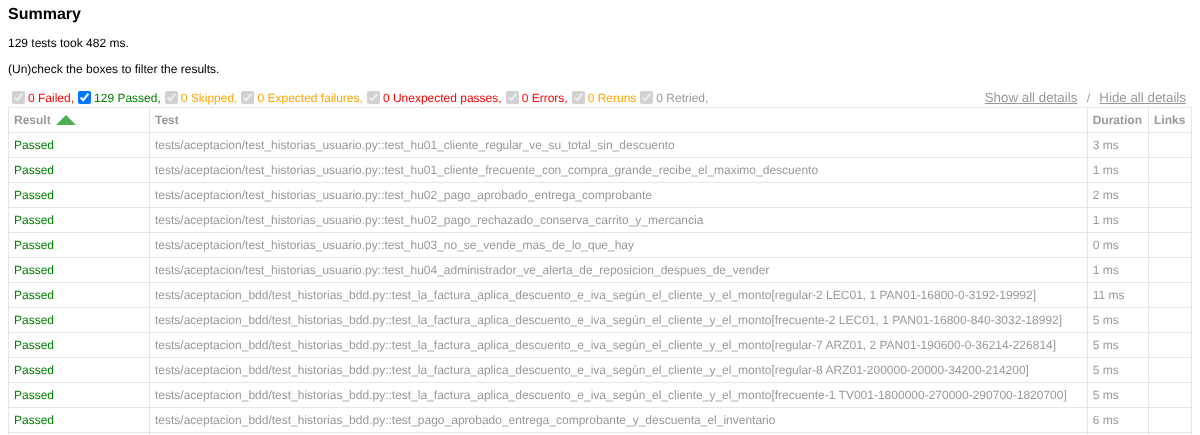 Summary
129 tests took 482 ms.
(Un)check the boxes to filter the results.
0 Failed, 129 Passed, 0 Skipped, 0 Expected failures, 0 Unexpected passes, 0 Errors, 0 Reruns 0 Retried, Show all details / Hide all details
Result Test Duration Links
Passed tests/aceptacion/test_historias_usuario.py::test_hu01_cliente_regular_ve_su_total_sin_descuento 3 ms
Passed tests/aceptacion/test_historias_usuario.py::test_hu01_cliente_frecuente_con_compra_grande_recibe_el_maximo_descuento 1 ms
Passed tests/aceptacion/test_historias_usuario.py::test_hu02_pago_aprobado_entrega_comprobante 2 ms
Passed tests/aceptacion/test_historias_usuario.py::test_hu02_pago_rechazado_conserva_carrito_y_mercancia 1 ms
Passed tests/aceptacion/test_historias_usuario.py::test_hu03_no_se_vende_mas_de_lo_que_hay 0 ms
Passed tests/aceptacion/test_historias_usuario.py::test_hu04_administrador_ve_alerta_de_reposicion_despues_de_vender 1 ms
Passed tests/aceptacion_bdd/test_historias_bdd.py::test_la_factura_aplica_descuento_e_iva_según_el_cliente_y_el_monto[regular-2 LEC01, 1 PAN01-16800-0-3192-19992] 11 ms
Passed tests/aceptacion_bdd/test_historias_bdd.py::test_la_factura_aplica_descuento_e_iva_según_el_cliente_y_el_monto[frecuente-2 LEC01, 1 PAN01-16800-840-3032-18992] 5 ms
Passed tests/aceptacion_bdd/test_historias_bdd.py::test_la_factura_aplica_descuento_e_iva_según_el_cliente_y_el_monto[regular-7 ARZ01, 2 PAN01-190600-0-36214-226814] 5 ms
Passed tests/aceptacion_bdd/test_historias_bdd.py::test_la_factura_aplica_descuento_e_iva_según_el_cliente_y_el_monto[regular-8 ARZ01-200000-20000-34200-214200] 5 ms
Passed tests/aceptacion_bdd/test_historias_bdd.py::test_la_factura_aplica_descuento_e_iva_según_el_cliente_y_el_monto[frecuente-1 TV001-1800000-270000-290700-1820700] 5 ms
Passed tests/aceptacion_bdd/test_historias_bdd.py::test_pago_aprobado_entrega_comprobante_y_descuenta_el_inventario 6 ms